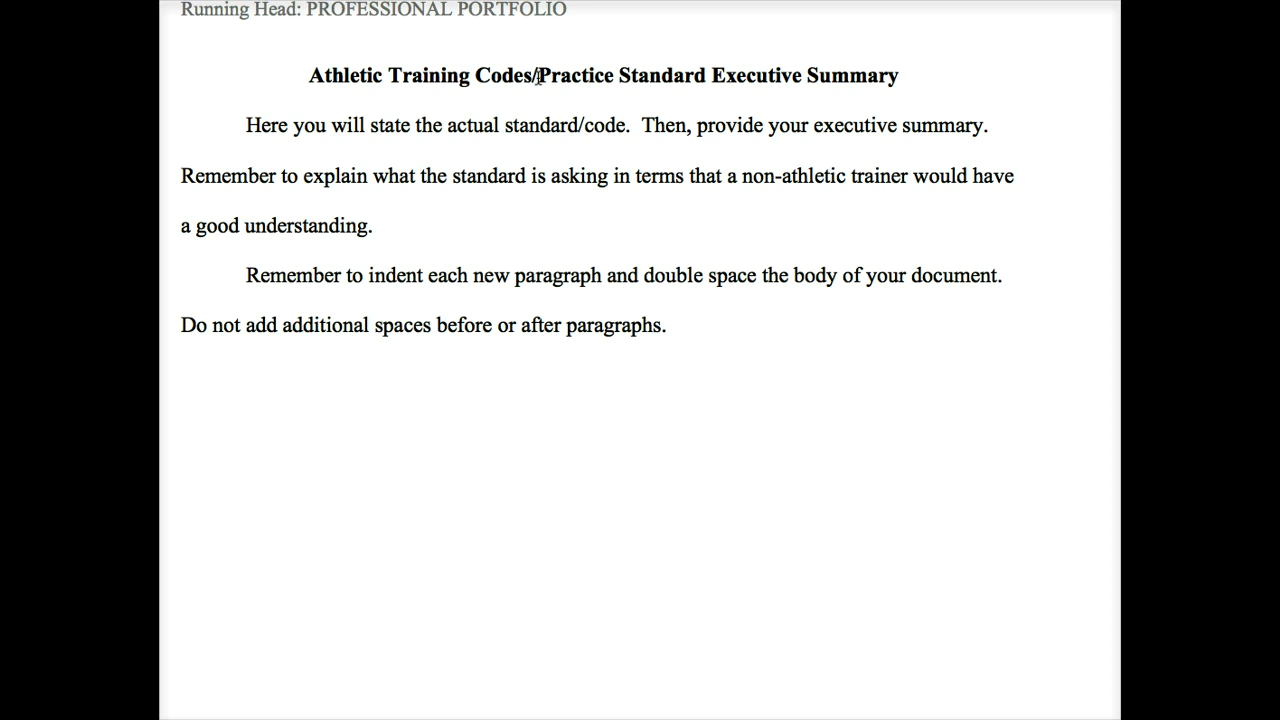 Running Head: PROFESSIONAL PORTFOLIO
Athletic Training Codes/Practice Standard Executive Summary
Here you will state the actual standard/code.  Then, provide your executive summary.
Remember to explain what the standard is asking in terms that a non-athletic trainer would have
a good understanding.
Remember to indent each new paragraph and double space the body of your document.
Do not add additional spaces before or after paragraphs.